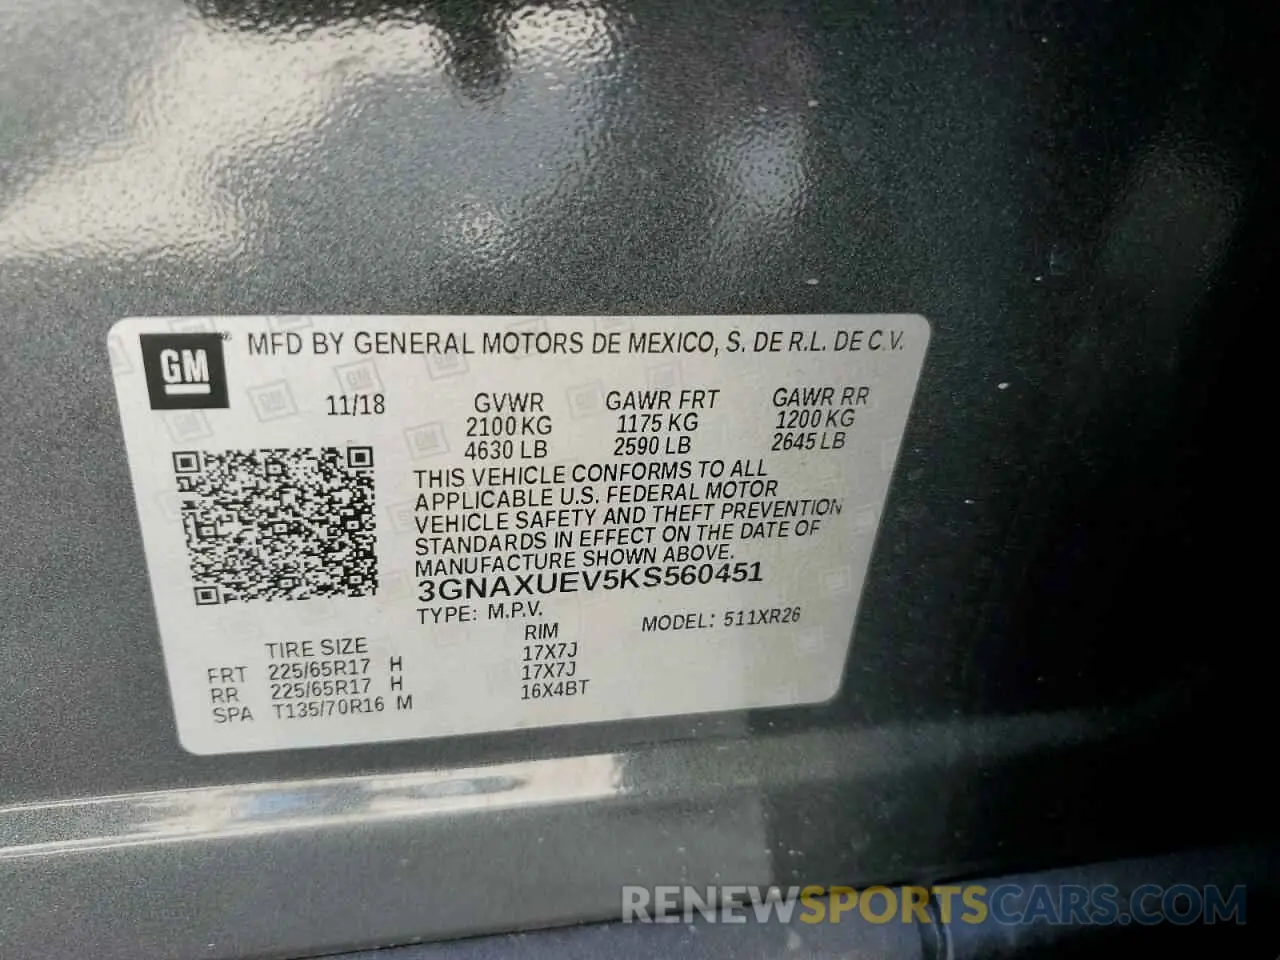 GM ® MFD BY GENERAL MOTORS DE MEXICO, S. DE R.L. DE C.V.
11/18 GVWR GAWR FRT GAWR RR
2100 KG 1175 KG 1200 KG
4630 LB 2590 LB 2645 LB
THIS VEHICLE CONFORMS TO ALL
APPLICABLE U.S. FEDERAL MOTOR
VEHICLE SAFETY AND THEFT PREVENTION
STANDARDS IN EFFECT ON THE DATE OF
MANUFACTURE SHOWN ABOVE.
3GNAXUEV5KS560451
TYPE: M.P.V. MODEL: 511XR26
TIRE SIZE RIM
FRT 225/65R17 H 17X7J
RR 225/65R17 H 17X7J
SPA T135/70R16 M 16X4BT
RENEWSPORTSCARS.COM